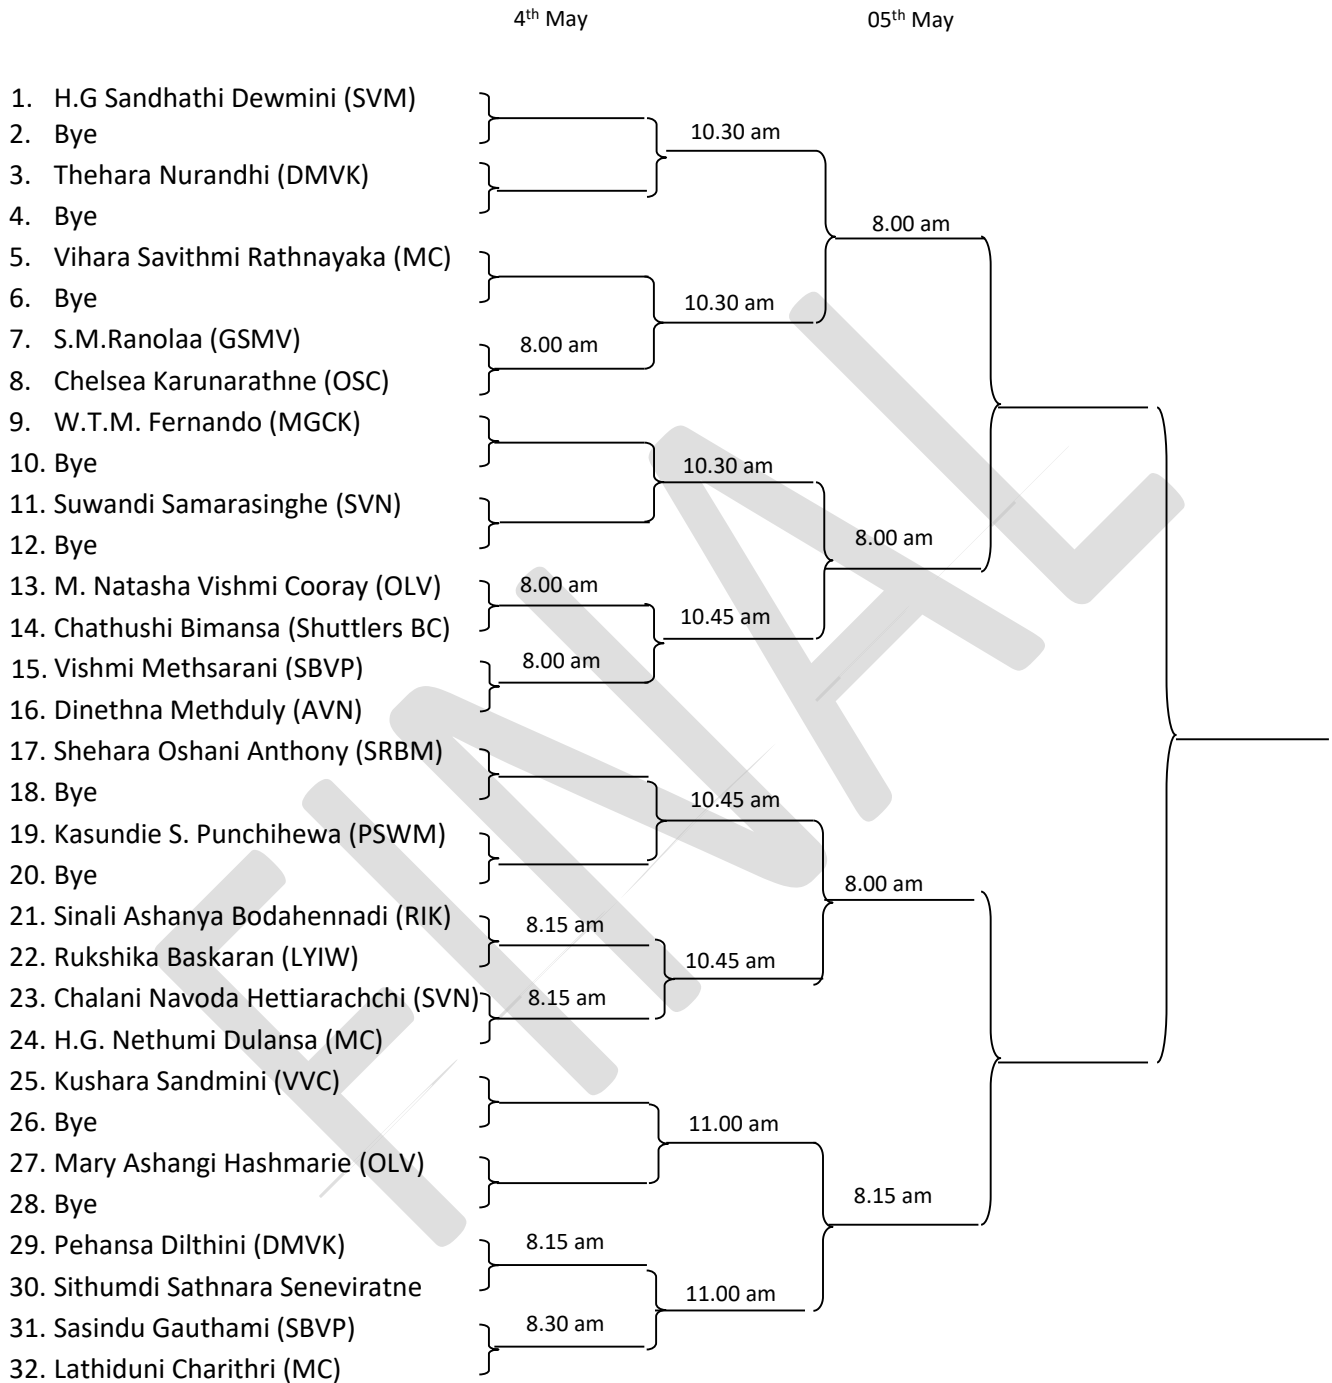 4th May 05th May
1. H.G Sandhathi Dewmini (SVM)
10.30 am
2. Bye
3. Thehara Nurandhi (DMVK)
4. Bye
8.00 am
5. Vihara Savithmi Rathnayaka (MC)
6. Bye
10.30 am
7. S.M.Ranolaa (GSMV)
8.00 am
8. Chelsea Karunarathne (OSC)
9. W.T.M. Fernando (MGCK)
10. Bye
10.30 am
11. Suwandi Samarasinghe (SVN)
12. Bye
8.00 am
13. M. Natasha Vishmi Cooray (OLV)
8.00 am
14. Chathushi Bimansa (Shuttlers BC)
10.45 am
15. Vishmi Methsarani (SBVP)
8.00 am
16. Dinethna Methduly (AVN)
17. Shehara Oshani Anthony (SRBM)
18. Bye
10.45 am
19. Kasundie S. Punchihewa (PSWM)
20. Bye
8.00 am
21. Sinali Ashanya Bodahennadi (RIK)
8.15 am
22. Rukshika Baskaran (LYIW)
10.45 am
23. Chalani Navoda Hettiarachchi (SVN)
8.15 am
24. H.G. Nethumi Dulansa (MC)
25. Kushara Sandmini (VVC)
26. Bye
11.00 am
27. Mary Ashangi Hashmarie (OLV)
28. Bye
8.15 am
29. Pehansa Dilthini (DMVK)
8.15 am
30. Sithumdi Sathnara Seneviratne
11.00 am
31. Sasindu Gauthami (SBVP)
8.30 am
32. Lathiduni Charithri (MC)
FINAL